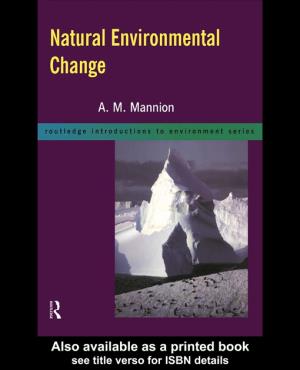 Natural Environmental
Change
A. M. Mannion
routledge introductions to environment series
Also available as a printed book
see title verso for ISBN details